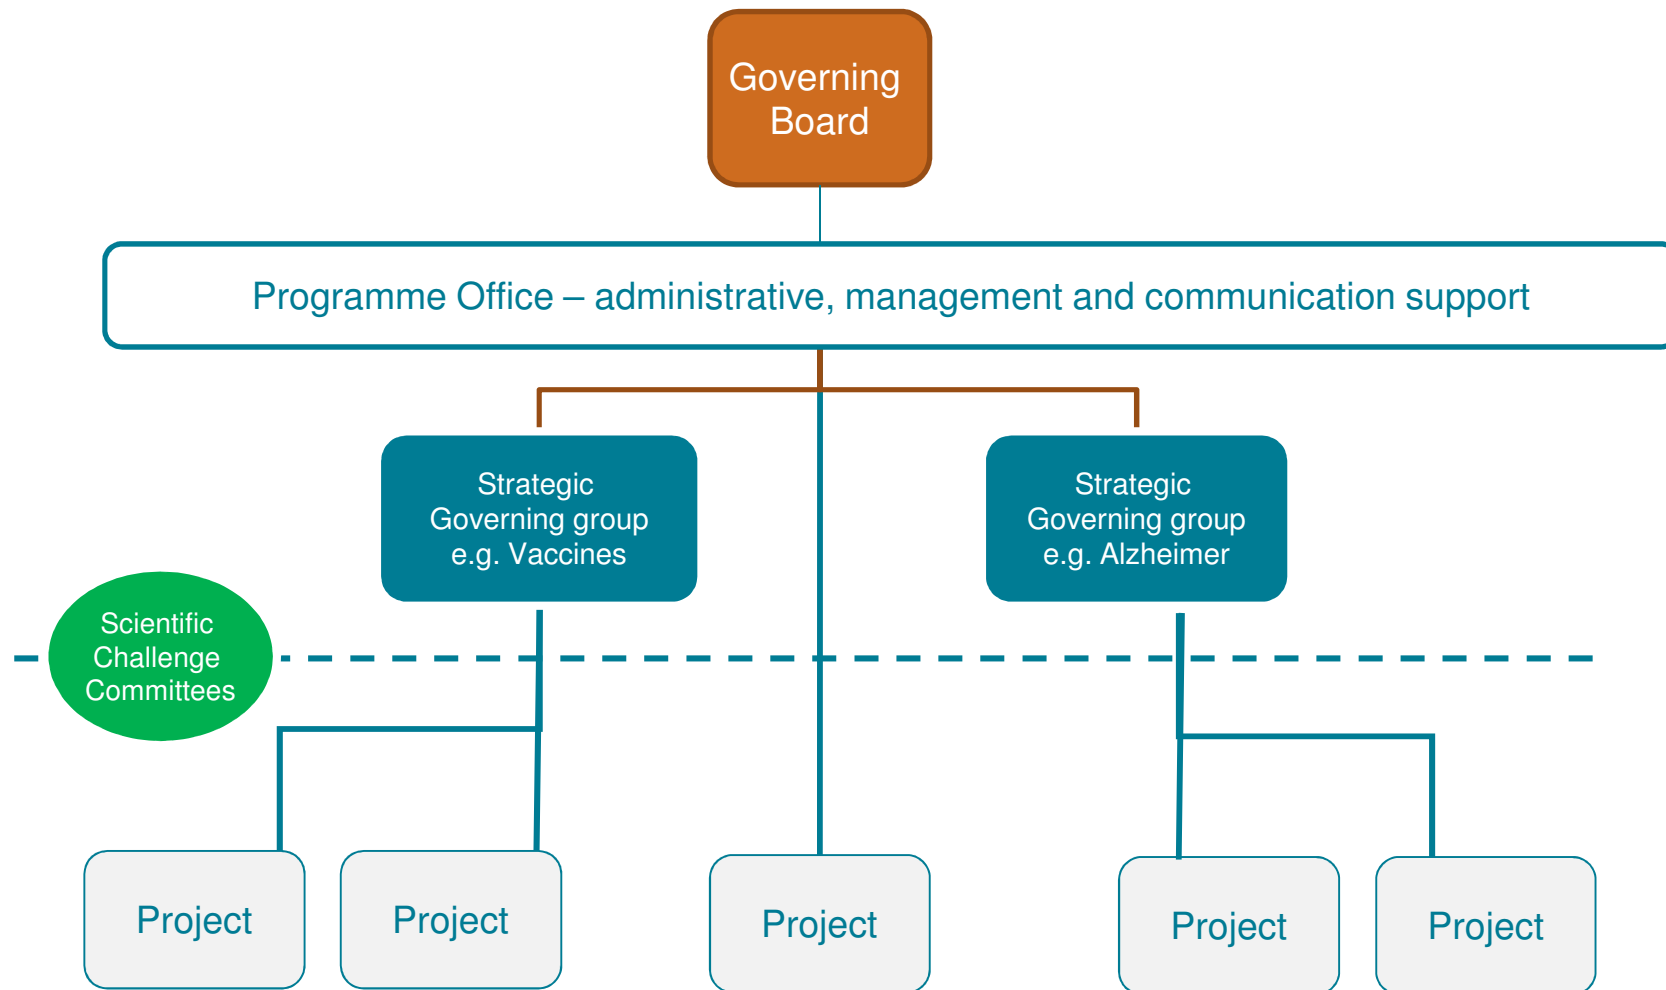 Governing
Board
Programme Office – administrative, management and communication support
Strategic
Governing group
e.g. Vaccines
Strategic
Governing group
e.g. Alzheimer
Scientific
Challenge
Committees
Project
Project
Project
Project
Project